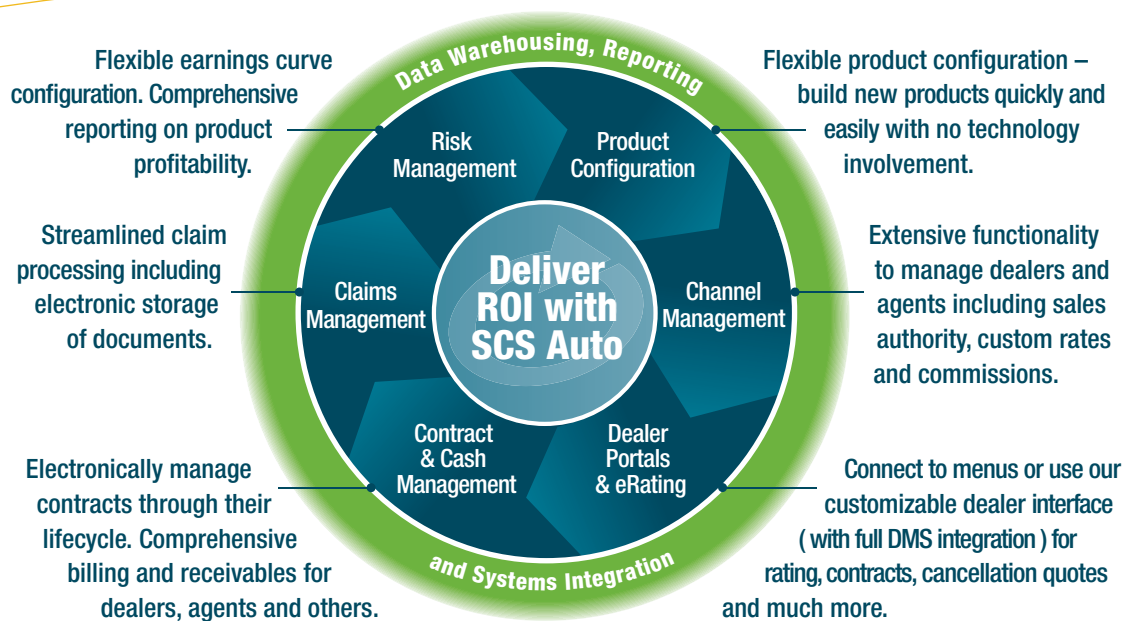 Data Warehousing, Reporting
Flexible earnings curve
configuration. Comprehensive
reporting on product
profitability.
Flexible product configuration –
build new products quickly and
easily with no technology
involvement.
Risk
Management
Product
Configuration
Streamlined claim
processing including
electronic storage
of documents.
Claims
Management
Deliver
ROI with
SCS Auto
Channel
Management
Extensive functionality
to manage dealers and
agents including sales
authority, custom rates
and commissions.
Contract
& Cash
Management
Dealer
Portals
& eRating
Electronically manage
contracts through their
lifecycle. Comprehensive
billing and receivables for
dealers, agents and others.
Connect to menus or use our
customizable dealer interface
( with full DMS integration ) for
rating, contracts, cancellation quotes
and much more.
and Systems Integration